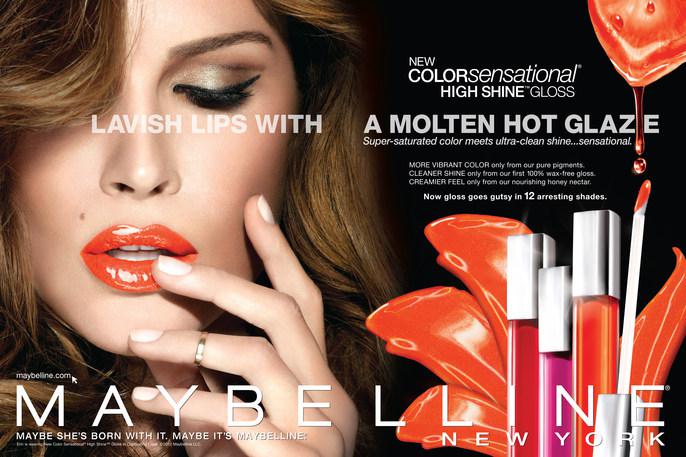 NEW
COLORsensational®
HIGH SHINE™ GLOSS
LAVISH LIPS WITH A MOLTEN HOT GLAZE
Super-saturated color meets ultra-clean shine...sensational.
MORE VIBRANT COLOR only from our pure pigments.
CLEANER SHINE only from our first 100% wax-free gloss.
CREAMIER FEEL only from our nourishing honey nectar.
Now gloss goes gutsy in 12 arresting shades.
maybelline.com
MAYBELLINE®
NEW YORK
MAYBE SHE'S BORN WITH IT. MAYBE IT'S MAYBELLINE.®